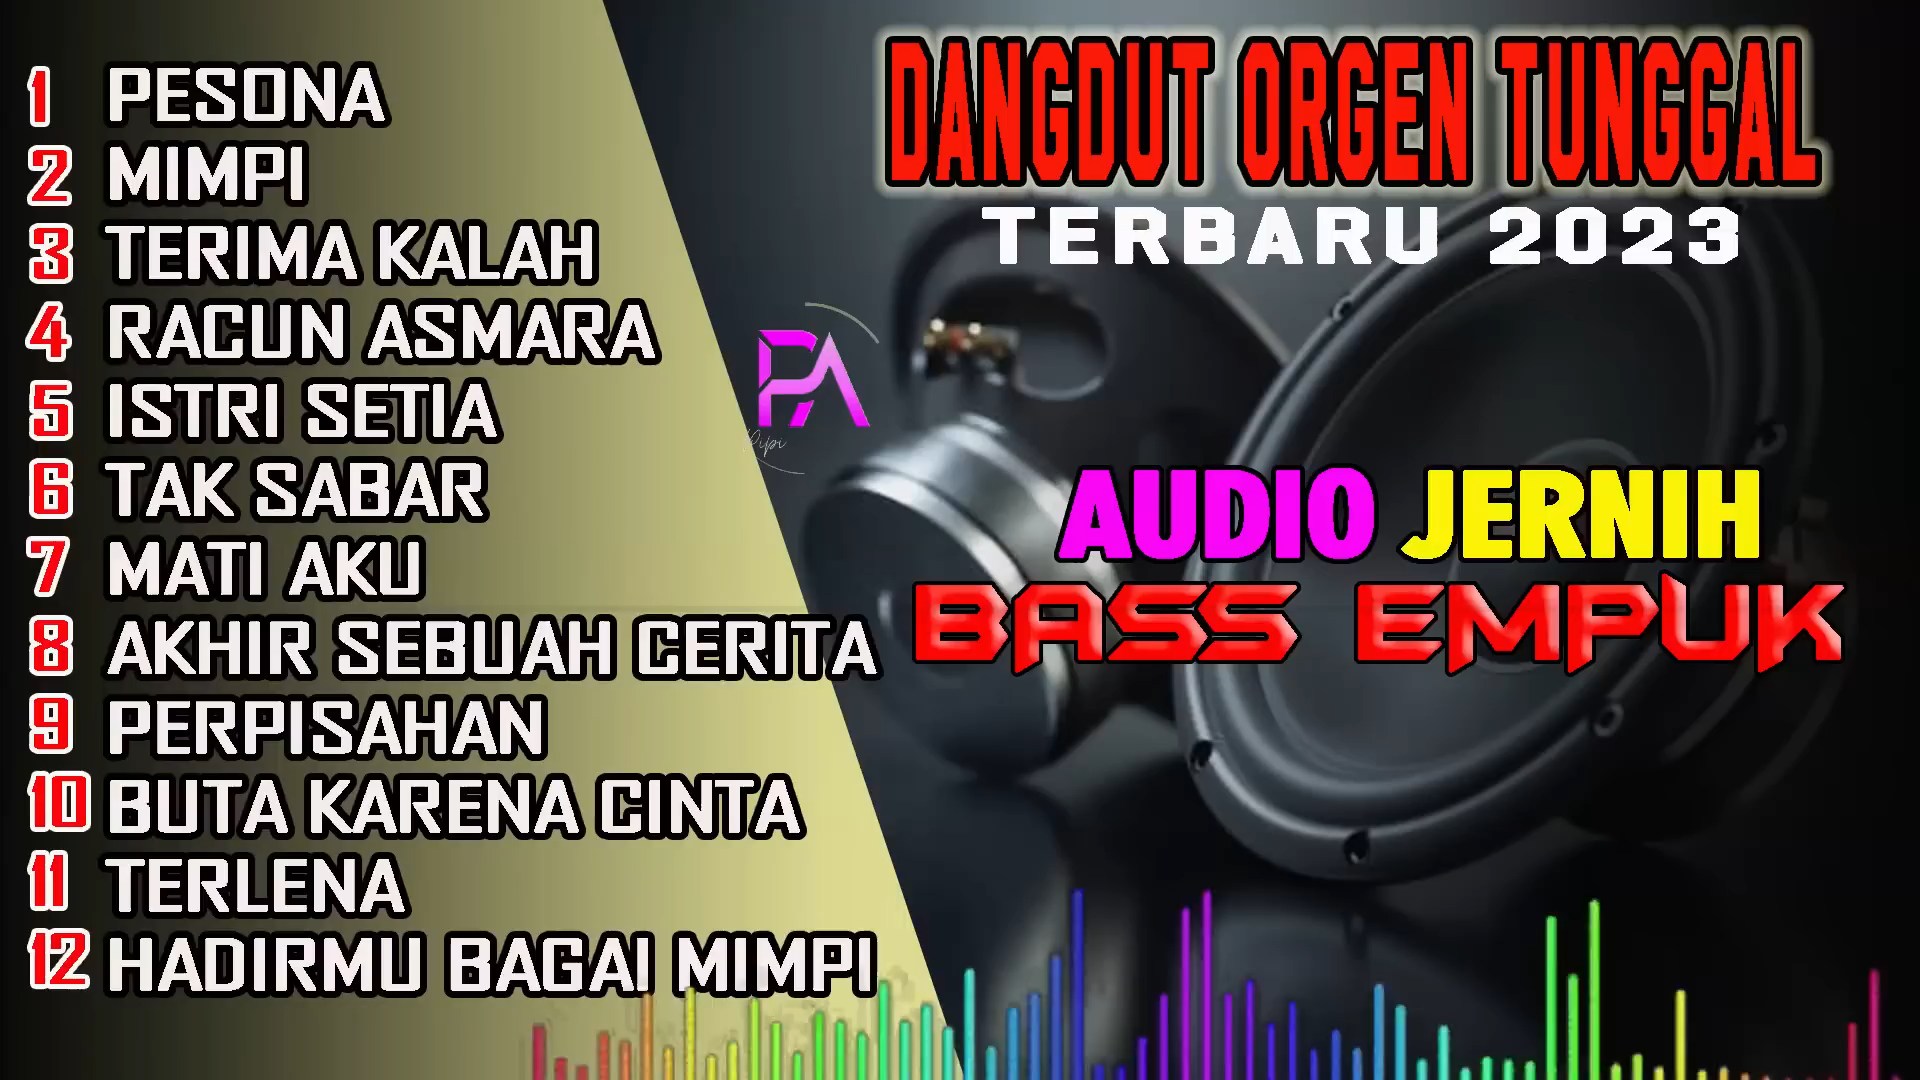 1 PESONA
2 MIMPI
3 TERIMA KALAH
4 RACUN ASMARA
5 ISTRI SETIA
6 TAK SABAR
7 MATI AKU
8 AKHIR SEBUAH CERITA
9 PERPISAHAN
10 BUTA KARENA CINTA
11 TERLENA
12 HADIRMU BAGAI MIMPI
DANGDUT ORGEN TUNGGAL
TERBARU 2023
PA
Pipi
AUDIO JERNIH
BASS EMPUK